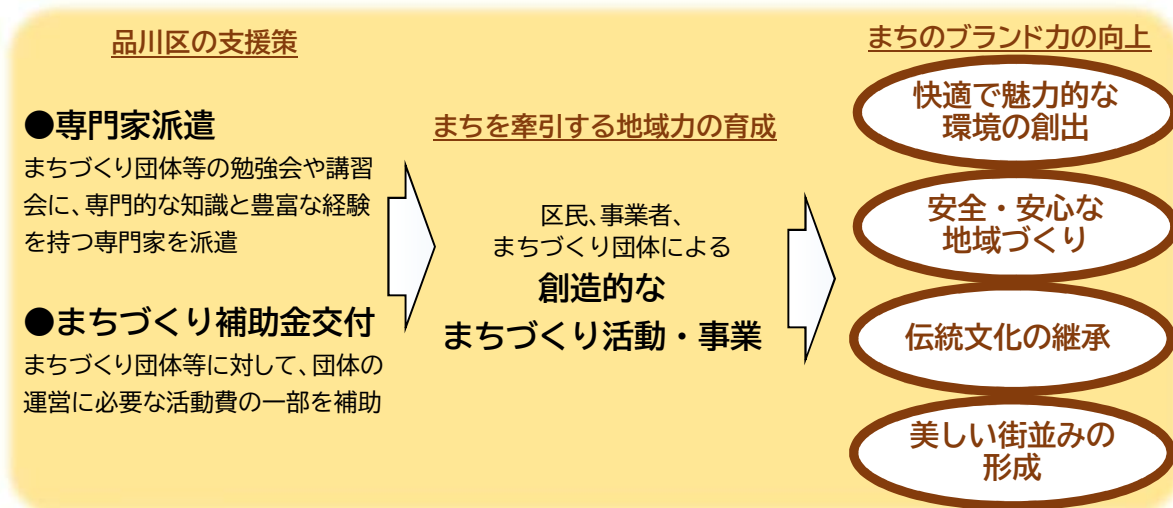 品川区の支援策
●専門家派遣
まちづくり団体等の勉強会や講習
会に、専門的な知識と豊富な経験
を持つ専門家を派遣
●まちづくり補助金交付
まちづくり団体等に対して、団体の
運営に必要な活動費の一部を補助
まちを牽引する地域力の育成
区民、事業者、
まちづくり団体による
創造的な
まちづくり活動・事業
まちのブランド力の向上
快適で魅力的な
環境の創出
安全・安心な
地域づくり
伝統文化の継承
美しい街並みの
形成